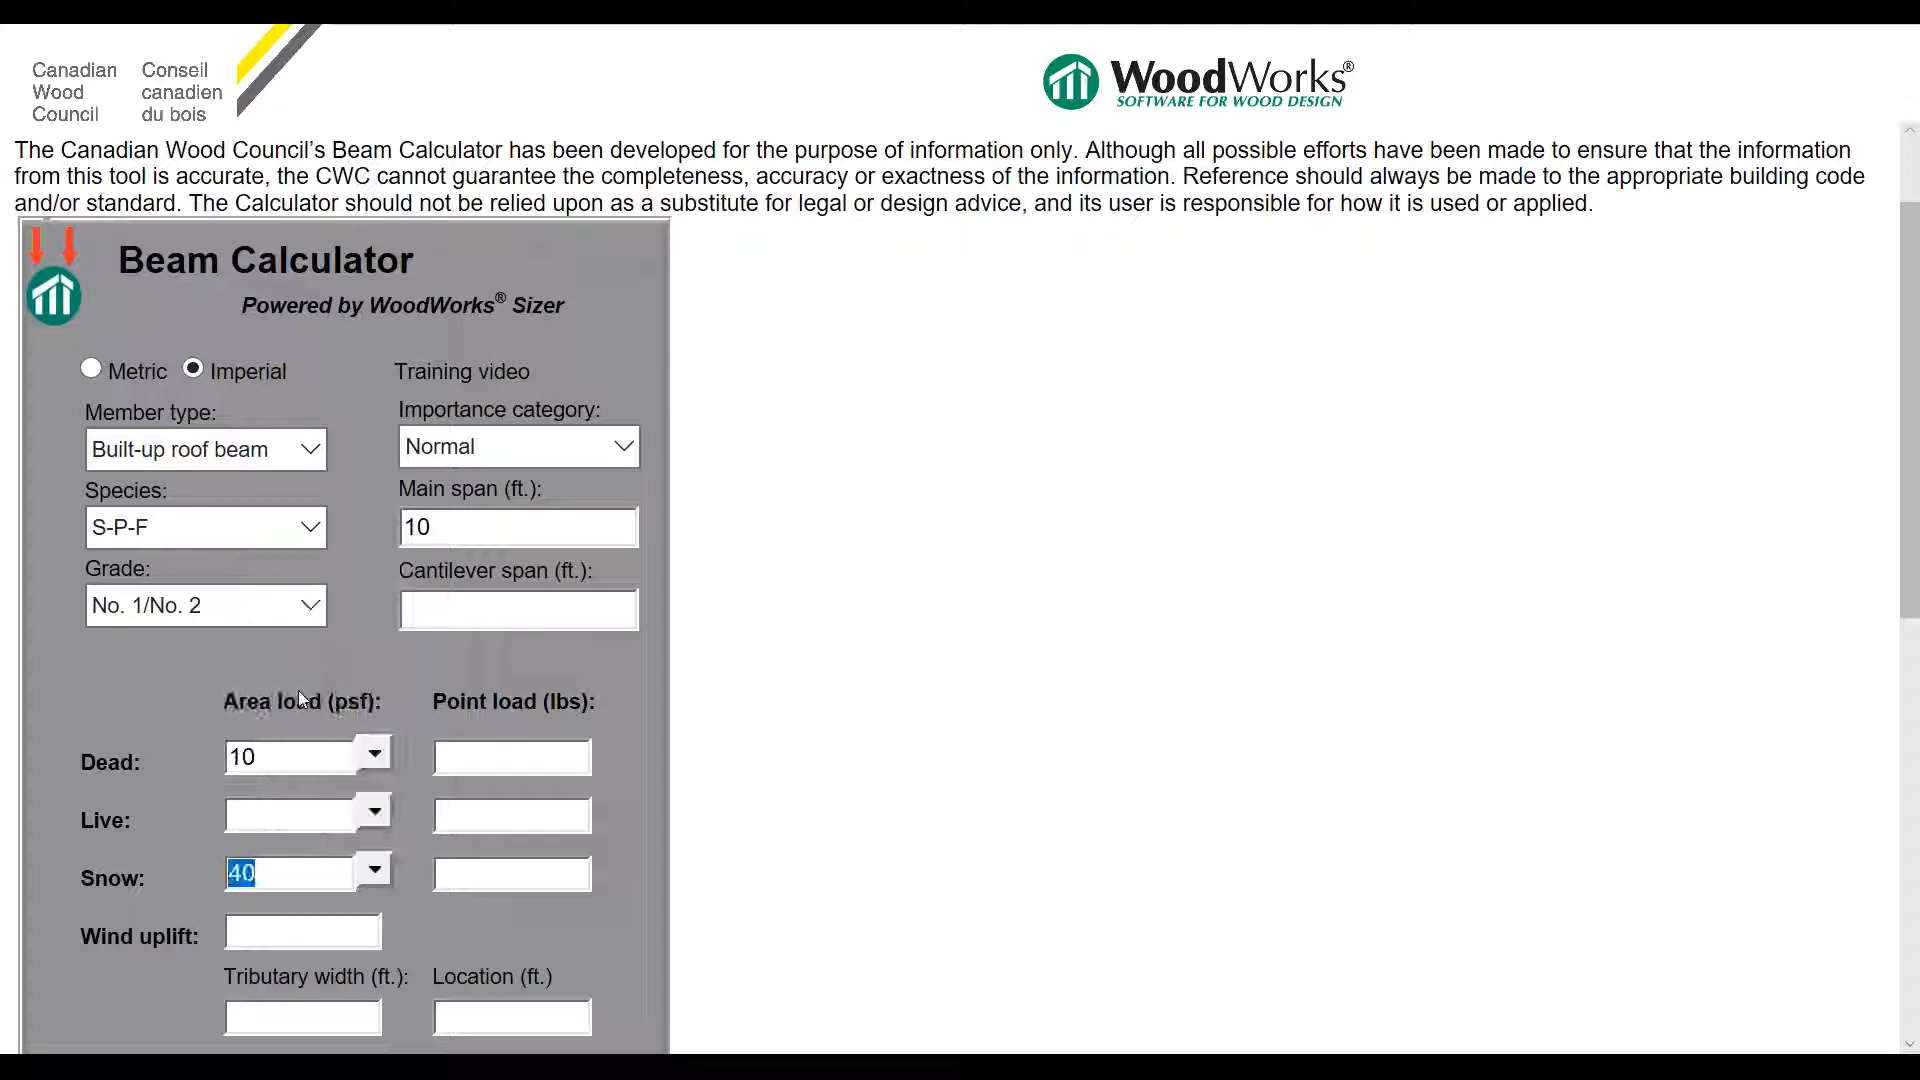 Canadian Wood Council
Conseil canadien du bois
WoodWorks®
SOFTWARE FOR WOOD DESIGN
The Canadian Wood Council’s Beam Calculator has been developed for the purpose of information only. Although all possible efforts have been made to ensure that the information
from this tool is accurate, the CWC cannot guarantee the completeness, accuracy or exactness of the information. Reference should always be made to the appropriate building code
and/or standard. The Calculator should not be relied upon as a substitute for legal or design advice, and its user is responsible for how it is used or applied.
Beam Calculator
Powered by WoodWorks® Sizer
Metric Imperial
Training video
Member type:
Importance category:
Built-up roof beam
Normal
Species:
Main span (ft.):
S-P-F
10
Grade:
Cantilever span (ft.):
No. 1/No. 2
Area load (psf): Point load (lbs):
Dead: 10
Live:
Snow: 40
Wind uplift:
Tributary width (ft.): Location (ft.)